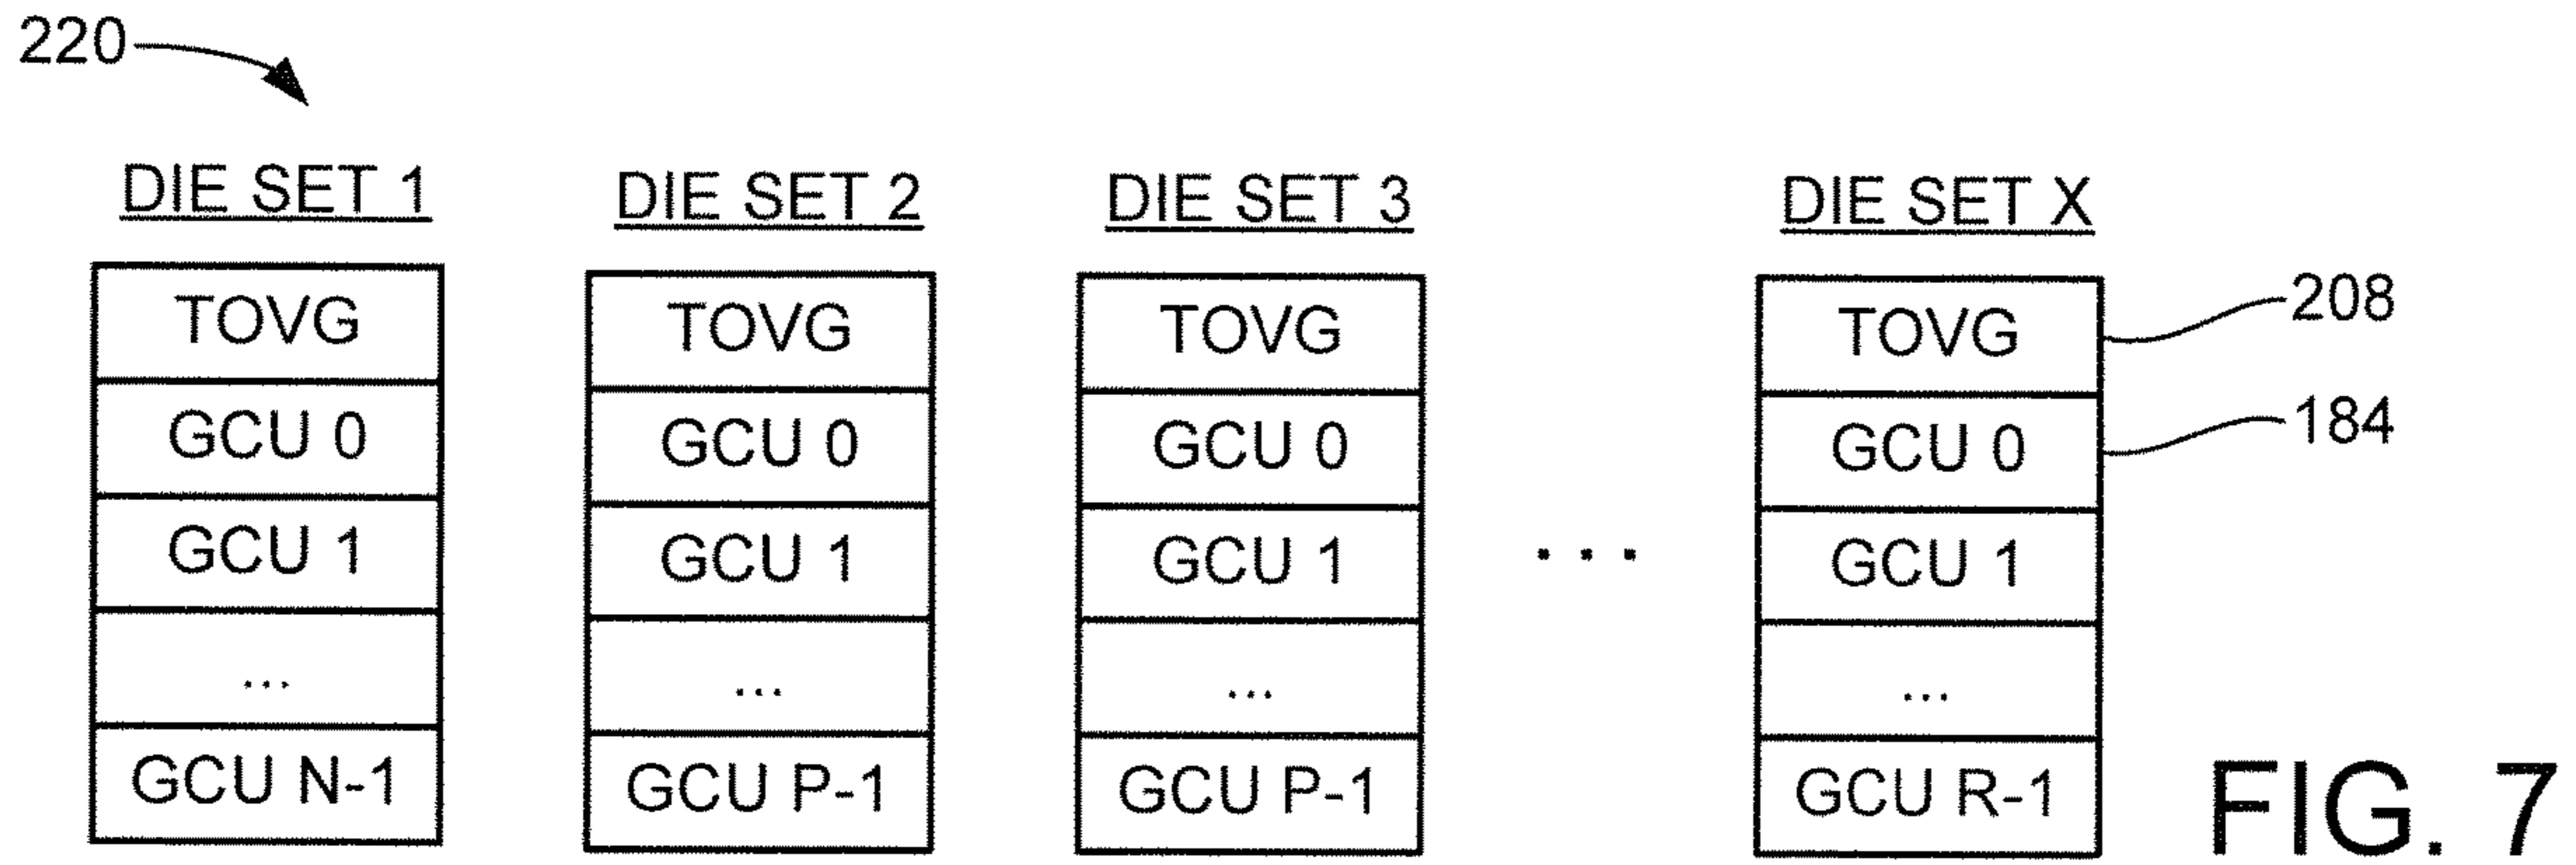 220
DIE SET 1
TOVG
GCU 0
GCU 1
...
GCU N-1
DIE SET 2
TOVG
GCU 0
GCU 1
...
GCU P-1
DIE SET 3
TOVG
GCU 0
GCU 1
...
GCU P-1
...
DIE SET X
TOVG
GCU 0
GCU 1
...
GCU R-1
208
184
FIG. 7